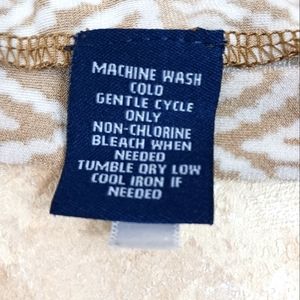 MACHINE WASH
COLD
GENTLE CYCLE
ONLY
NON-CHLORINE
BLEACH WHEN
NEEDED
TUMBLE DRY LOW
COOL IRON IF
NEEDED